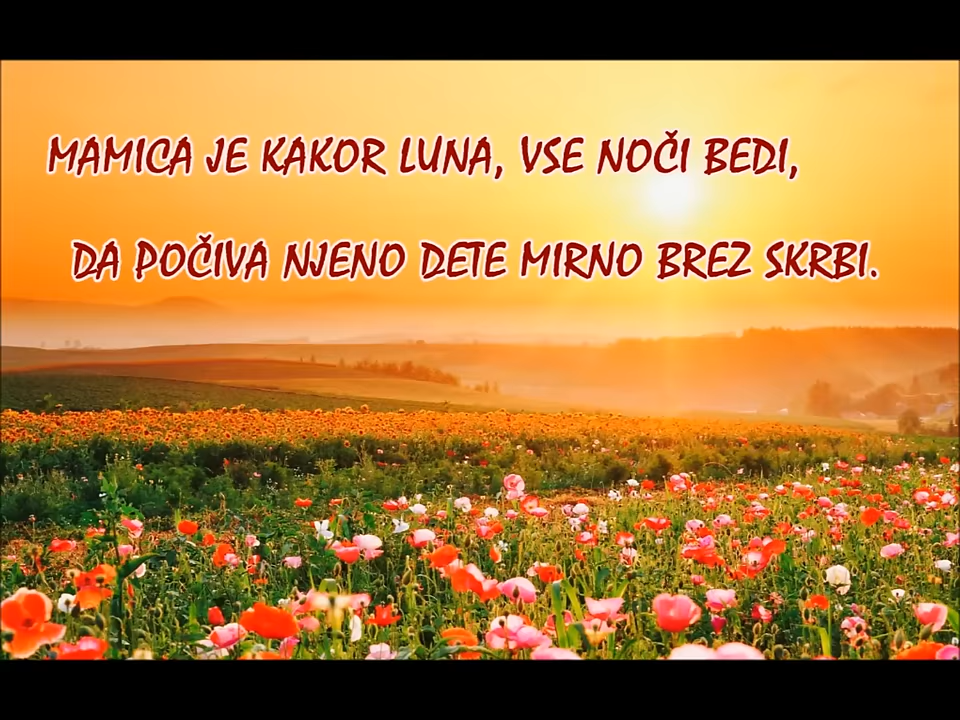 MAMICA JE KAKOR LUNA, VSE NOČI BEDI,
DA POČIVA NJENO DETE MIRNO BREZ SKRBI.